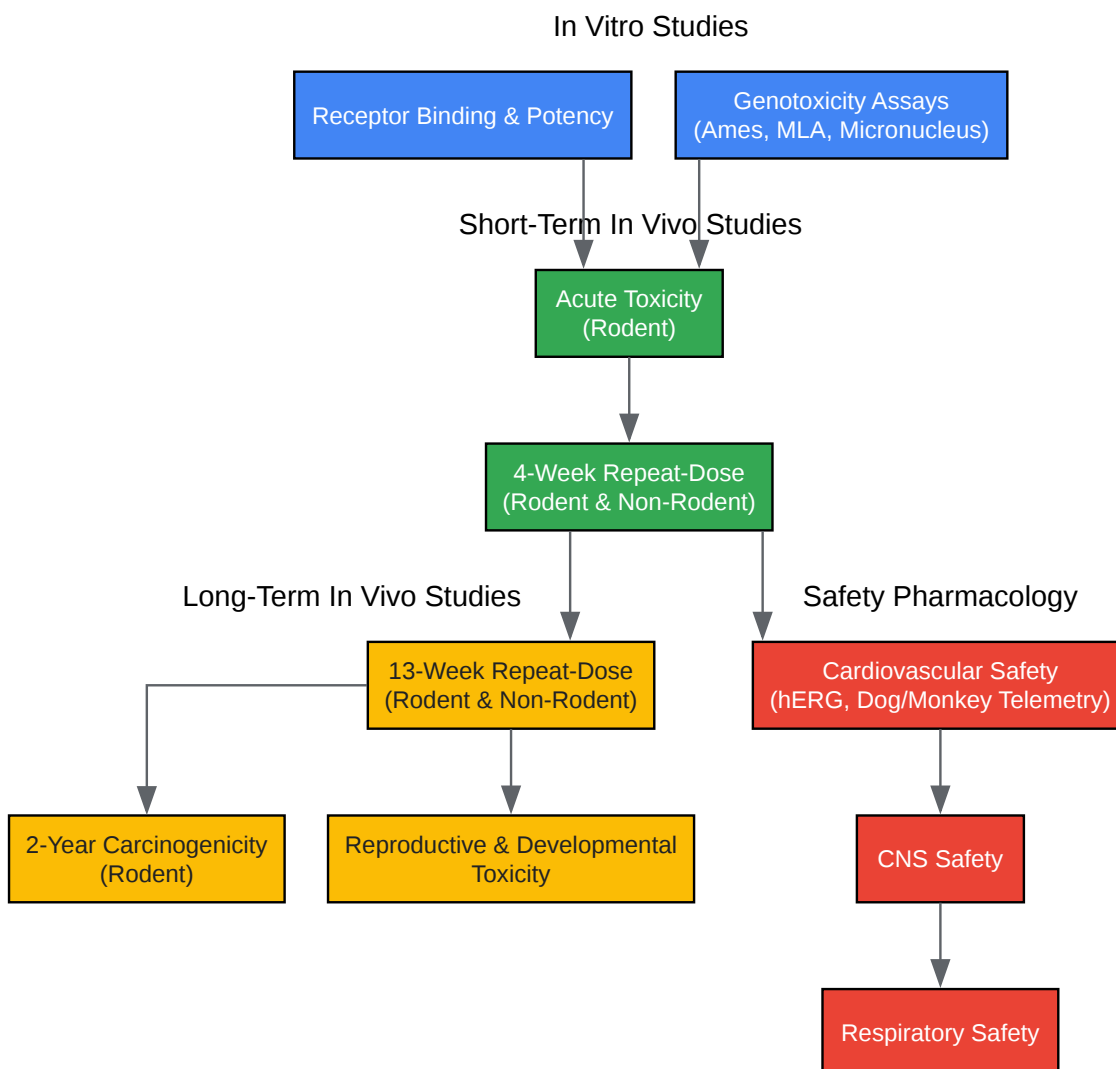 In Vitro Studies
Receptor Binding & Potency
Genotoxicity Assays
(Ames, MLA, Micronucleus)
Short-Term In Vivo Studies
Acute Toxicity
(Rodent)
4-Week Repeat-Dose
(Rodent & Non-Rodent)
Long-Term In Vivo Studies
Safety Pharmacology
13-Week Repeat-Dose
(Rodent & Non-Rodent)
Cardiovascular Safety
(hERG, Dog/Monkey Telemetry)
2-Year Carcinogenicity
(Rodent)
Reproductive & Developmental
Toxicity
CNS Safety
Respiratory Safety